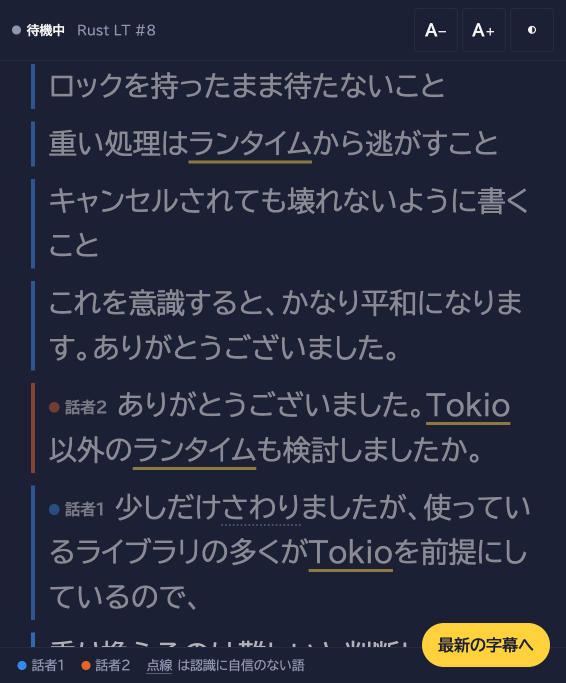 待機中 Rust LT #8 A− A+
ロックを持ったまま待たないこと
重い処理はランタイムから逃がすこと
キャンセルされても壊れないように書く
こと
これを意識すると、かなり平和になりま
す。ありがとうございました。
話者2 ありがとうございました。Tokio
以外のランタイムも検討しましたか。
話者1 少しだけさわりましたが、使ってい
るライブラリの多くがTokioを前提にし
ているので、
最新の字幕へ
話者1 話者2 点線 は認識に自信のない語